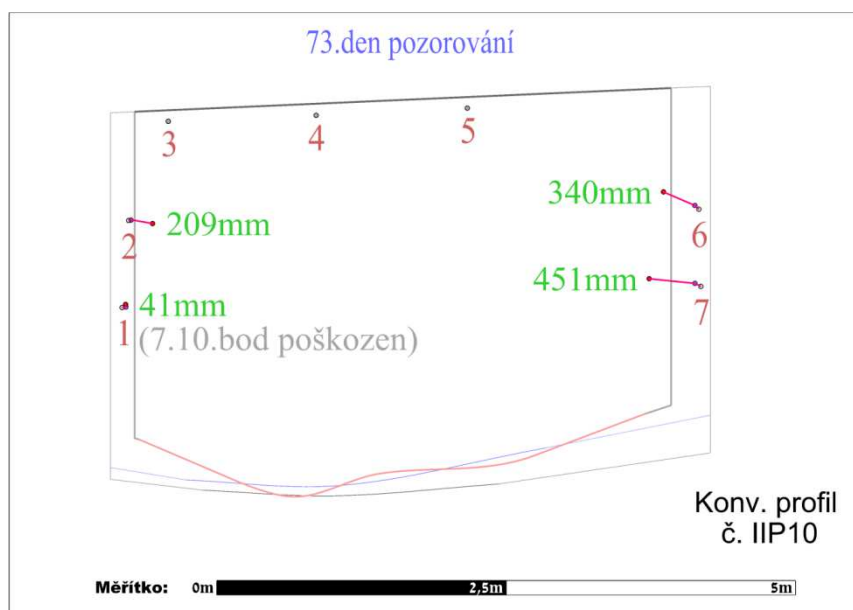 73.den pozorování
3
4
5
340mm
209mm
2
6
451mm
41mm
7
1
(7.10.bod poškozen)
Konv. profil
č. IIP10
Měřítko: 0m 2,5m 5m